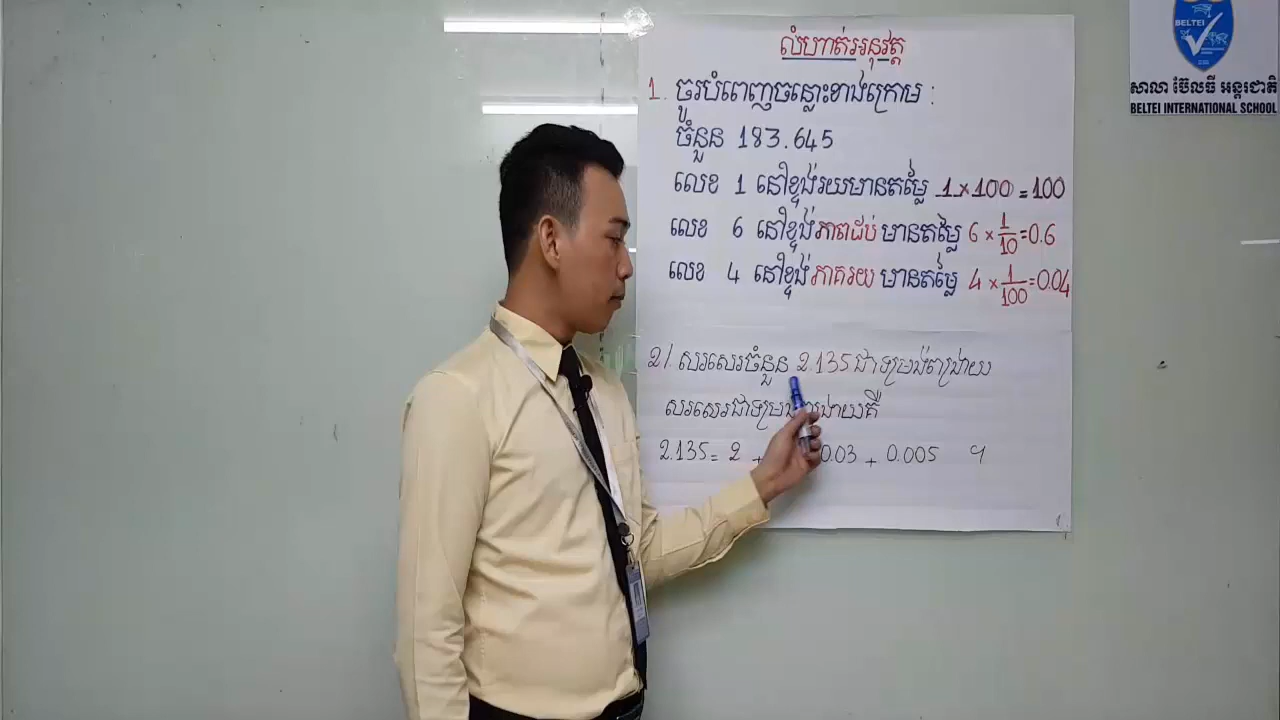 លំហាត់អនុវត្ត
1. ចូរបំពេញចន្លោះខាងក្រោម :
ចំនួន 183.645
លេខ 1 នៅខ្ទង់រយមានតម្លៃ 1 × 100 = 100
លេខ 6 នៅខ្ទង់ភាគដប់ មានតម្លៃ 6 × 1/10 = 0.6
លេខ 4 នៅខ្ទង់ភាគរយ មានតម្លៃ 4 × 1/100 = 0.04
2/ សរសេរចំនួន 2.135 ជាទម្រង់ពង្រាយ
សរសេរជាទម្រង់ពង្រាយគឺ
2.135 = 2 + 0.03 + 0.005 ។
BELTEI
សាលា ប៊ែលធី អន្តរជាតិ
BELTEI INTERNATIONAL SCHOOL